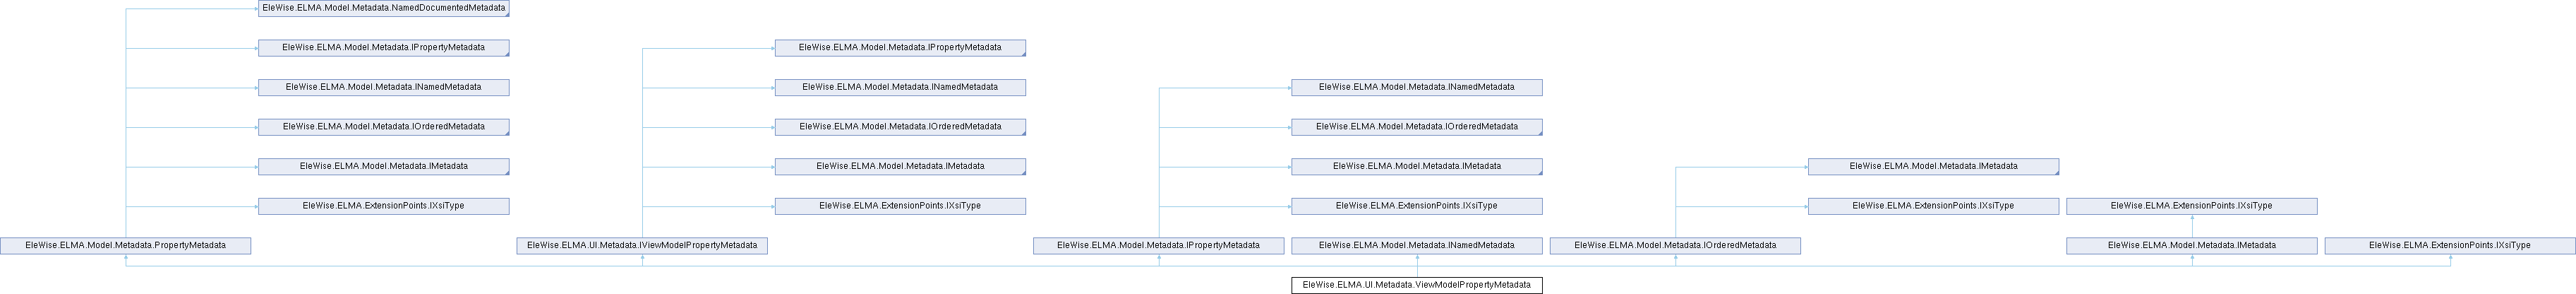 EleWise.ELMA.Model.Metadata.NamedDocumentedMetadata
EleWise.ELMA.Model.Metadata.IPropertyMetadata
EleWise.ELMA.Model.Metadata.IPropertyMetadata
EleWise.ELMA.Model.Metadata.INamedMetadata
EleWise.ELMA.Model.Metadata.INamedMetadata
EleWise.ELMA.Model.Metadata.INamedMetadata
EleWise.ELMA.Model.Metadata.IOrderedMetadata
EleWise.ELMA.Model.Metadata.IOrderedMetadata
EleWise.ELMA.Model.Metadata.IOrderedMetadata
EleWise.ELMA.Model.Metadata.IMetadata
EleWise.ELMA.Model.Metadata.IMetadata
EleWise.ELMA.Model.Metadata.IMetadata
EleWise.ELMA.Model.Metadata.IMetadata
EleWise.ELMA.ExtensionPoints.IXsiType
EleWise.ELMA.ExtensionPoints.IXsiType
EleWise.ELMA.ExtensionPoints.IXsiType
EleWise.ELMA.ExtensionPoints.IXsiType
EleWise.ELMA.ExtensionPoints.IXsiType
EleWise.ELMA.Model.Metadata.PropertyMetadata
EleWise.ELMA.UI.Metadata.IViewModelPropertyMetadata
EleWise.ELMA.Model.Metadata.IPropertyMetadata
EleWise.ELMA.Model.Metadata.INamedMetadata
EleWise.ELMA.Model.Metadata.IOrderedMetadata
EleWise.ELMA.Model.Metadata.IMetadata
EleWise.ELMA.ExtensionPoints.IXsiType
EleWise.ELMA.UI.Metadata.ViewModelPropertyMetadata